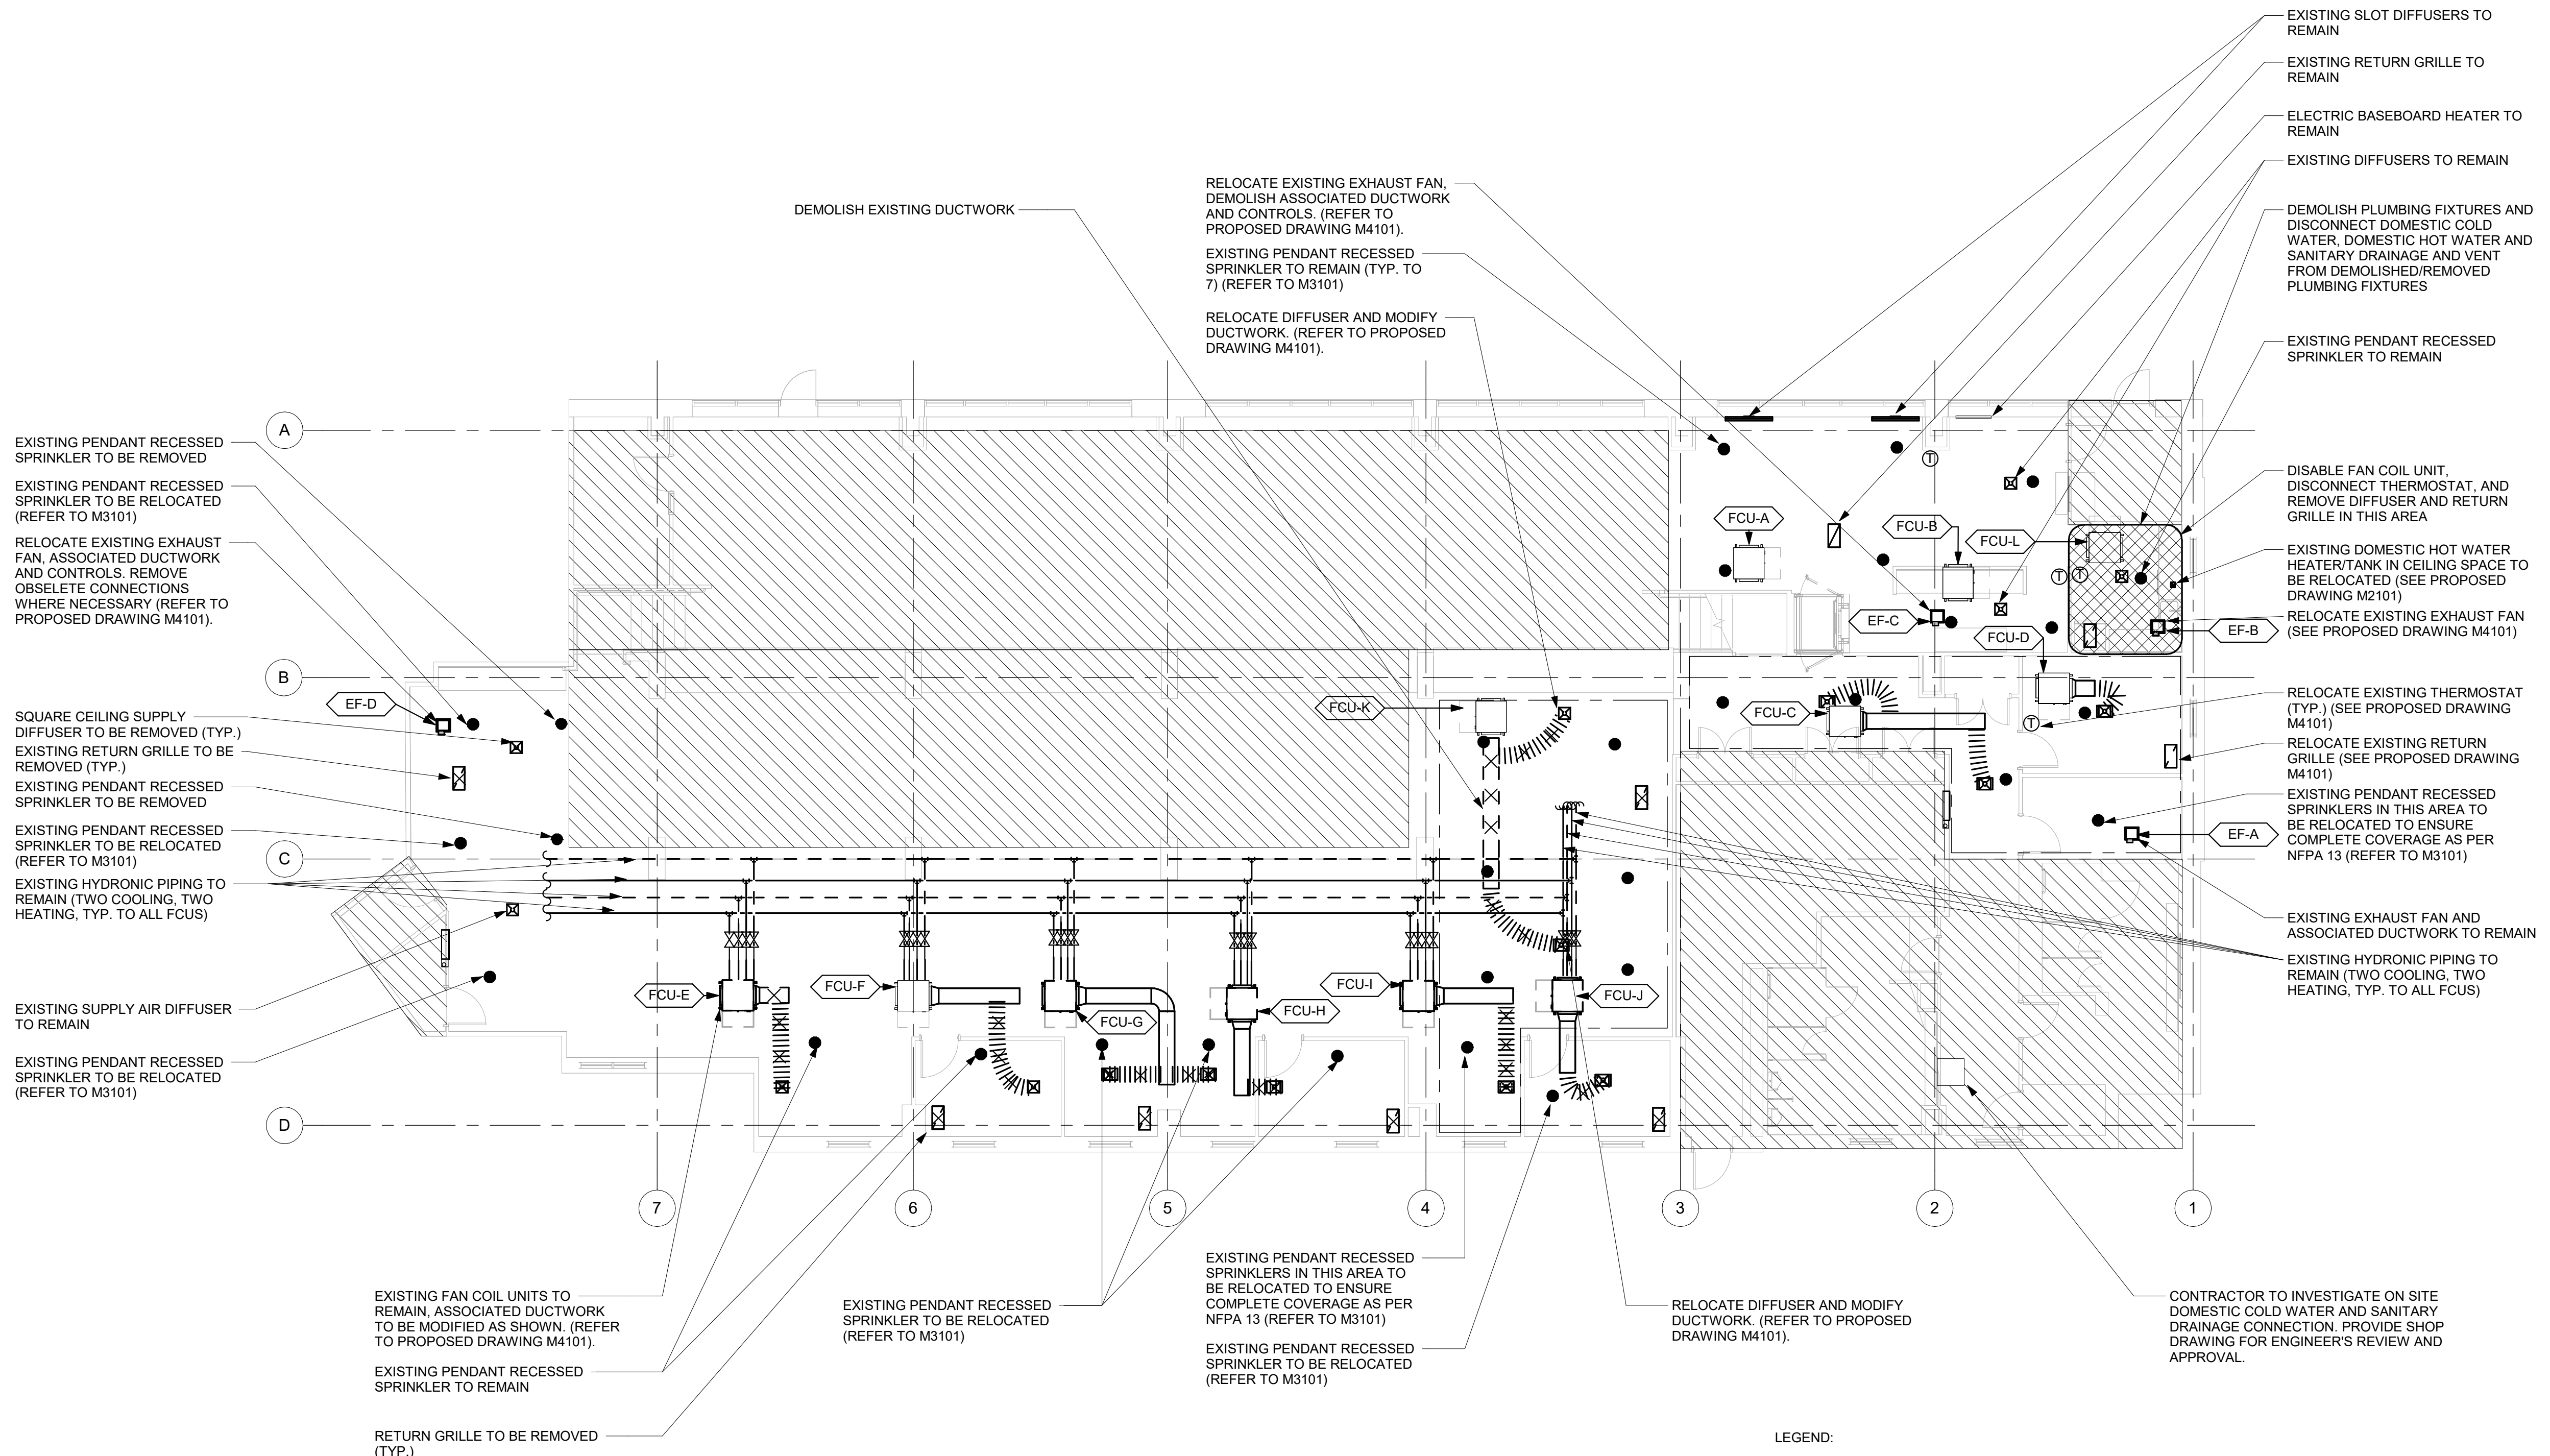 EXISTING SLOT DIFFUSERS TO
REMAIN
EXISTING RETURN GRILLE TO
REMAIN
ELECTRIC BASEBOARD HEATER TO
REMAIN
EXISTING DIFFUSERS TO REMAIN
DEMOLISH PLUMBING FIXTURES AND
DISCONNECT DOMESTIC COLD
WATER, DOMESTIC HOT WATER AND
SANITARY DRAINAGE AND VENT
FROM DEMOLISHED/REMOVED
PLUMBING FIXTURES
EXISTING PENDANT RECESSED
SPRINKLER TO REMAIN
DEMOLISH EXISTING DUCTWORK
RELOCATE EXISTING EXHAUST FAN,
DEMOLISH ASSOCIATED DUCTWORK
AND CONTROLS. (REFER TO
PROPOSED DRAWING M4101).
EXISTING PENDANT RECESSED
SPRINKLER TO REMAIN (TYP. TO
7) (REFER TO M3101)
RELOCATE DIFFUSER AND MODIFY
DUCTWORK. (REFER TO PROPOSED
DRAWING M4101).
A
EXISTING PENDANT RECESSED
SPRINKLER TO BE REMOVED
EXISTING PENDANT RECESSED
SPRINKLER TO BE RELOCATED
(REFER TO M3101)
RELOCATE EXISTING EXHAUST
FAN, ASSOCIATED DUCTWORK
AND CONTROLS. REMOVE
OBSELETE CONNECTIONS
WHERE NECESSARY (REFER TO
PROPOSED DRAWING M4101).
B
EF-D
SQUARE CEILING SUPPLY
DIFFUSER TO BE REMOVED (TYP.)
EXISTING RETURN GRILLE TO BE
REMOVED (TYP.)
EXISTING PENDANT RECESSED
SPRINKLER TO BE REMOVED
EXISTING PENDANT RECESSED
SPRINKLER TO BE RELOCATED
(REFER TO M3101)
C
EXISTING HYDRONIC PIPING TO
REMAIN (TWO COOLING, TWO
HEATING, TYP. TO ALL FCUS)
EXISTING SUPPLY AIR DIFFUSER
TO REMAIN
EXISTING PENDANT RECESSED
SPRINKLER TO BE RELOCATED
(REFER TO M3101)
D
T
FCU-A
FCU-B
FCU-L
T
T
EF-C
FCU-D
FCU-K
FCU-C
T
FCU-E
FCU-F
FCU-G
FCU-H
FCU-I
FCU-J
DISABLE FAN COIL UNIT,
DISCONNECT THERMOSTAT, AND
REMOVE DIFFUSER AND RETURN
GRILLE IN THIS AREA
EXISTING DOMESTIC HOT WATER
HEATER/TANK IN CEILING SPACE TO
BE RELOCATED (SEE PROPOSED
DRAWING M2101)
RELOCATE EXISTING EXHAUST FAN
(SEE PROPOSED DRAWING M4101)
EF-B
RELOCATE EXISTING THERMOSTAT
(TYP.) (SEE PROPOSED DRAWING
M4101)
RELOCATE EXISTING RETURN
GRILLE (SEE PROPOSED DRAWING
M4101)
EXISTING PENDANT RECESSED
SPRINKLERS IN THIS AREA TO
BE RELOCATED TO ENSURE
COMPLETE COVERAGE AS PER
NFPA 13 (REFER TO M3101)
EF-A
EXISTING EXHAUST FAN AND
ASSOCIATED DUCTWORK TO REMAIN
EXISTING HYDRONIC PIPING TO
REMAIN (TWO COOLING, TWO
HEATING, TYP. TO ALL FCUS)
7
6
5
4
3
2
1
EXISTING FAN COIL UNITS TO
REMAIN, ASSOCIATED DUCTWORK
TO BE MODIFIED AS SHOWN. (REFER
TO PROPOSED DRAWING M4101).
EXISTING PENDANT RECESSED
SPRINKLER TO REMAIN
RETURN GRILLE TO BE REMOVED
(TYP.)
EXISTING PENDANT RECESSED
SPRINKLER TO BE RELOCATED
(REFER TO M3101)
EXISTING PENDANT RECESSED
SPRINKLERS IN THIS AREA TO
BE RELOCATED TO ENSURE
COMPLETE COVERAGE AS PER
NFPA 13 (REFER TO M3101)
EXISTING PENDANT RECESSED
SPRINKLER TO BE RELOCATED
(REFER TO M3101)
RELOCATE DIFFUSER AND MODIFY
DUCTWORK. (REFER TO PROPOSED
DRAWING M4101).
CONTRACTOR TO INVESTIGATE ON SITE
DOMESTIC COLD WATER AND SANITARY
DRAINAGE CONNECTION. PROVIDE SHOP
DRAWING FOR ENGINEER'S REVIEW AND
APPROVAL.
LEGEND: